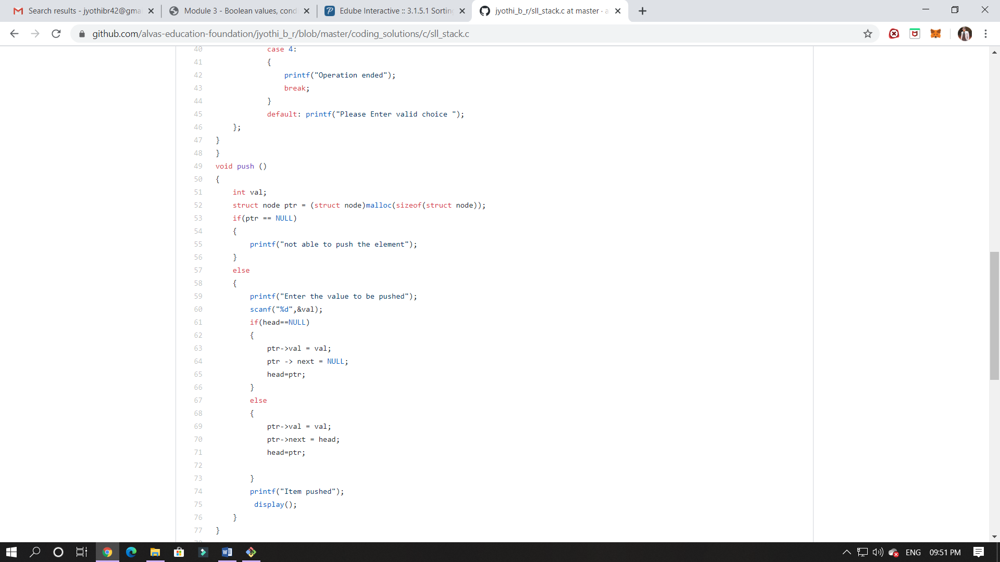 Search results - jyothibr42@gmai
Module 3 - Boolean values, cond
Edube Interactive :: 3.1.5.1 Sorting
jyothi_b_r/sll_stack.c at master · a
github.com/alvas-education-foundation/jyothi_b_r/blob/master/coding_solutions/c/sll_stack.c
40 case 4:
41 {
42 printf("Operation ended");
43 break;
44 }
45 default: printf("Please Enter valid choice ");
46 };
47 }
48 }
49 void push ()
50 {
51 int val;
52 struct node ptr = (struct node)malloc(sizeof(struct node));
53 if(ptr == NULL)
54 {
55 printf("not able to push the element");
56 }
57 else
58 {
59 printf("Enter the value to be pushed");
60 scanf("%d",&val);
61 if(head==NULL)
62 {
63 ptr->val = val;
64 ptr -> next = NULL;
65 head=ptr;
66 }
67 else
68 {
69 ptr->val = val;
70 ptr->next = head;
71 head=ptr;
72
73 }
74 printf("Item pushed");
75 display();
76 }
77 }
ENG 09:51 PM